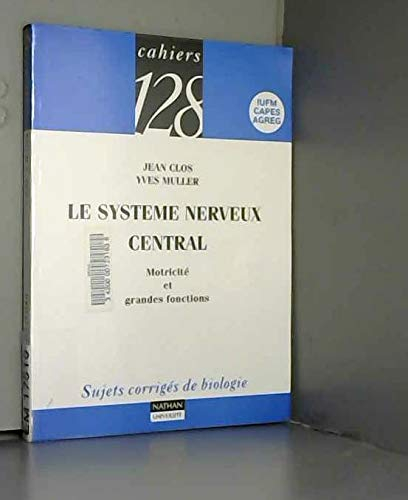 cahiers
128
IUFM
CAPES
AGREG
JEAN CLOS
YVES MULLER
LE SYSTEME NERVEUX
CENTRAL
Motricité
et
grandes fonctions
Sujets corrigés de biologie
NATHAN
UNIVERSITÉ